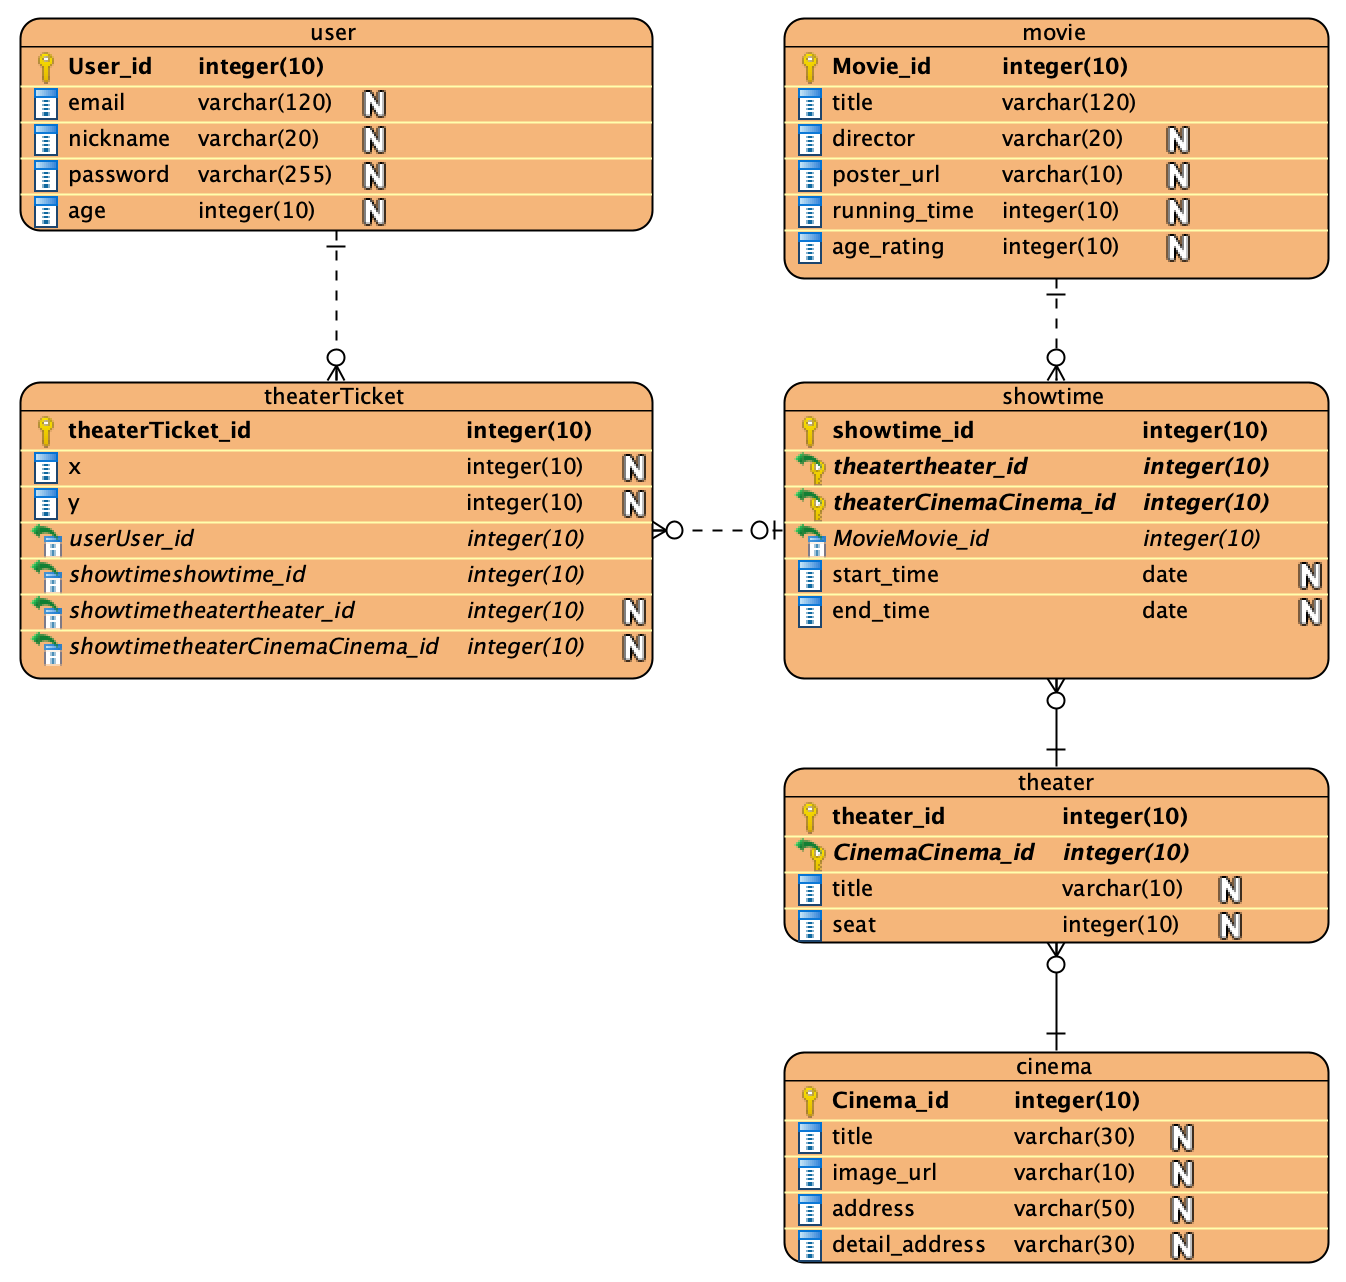 user
User_id integer(10)
email varchar(120) N
nickname varchar(20) N
password varchar(255) N
age integer(10) N
movie
Movie_id integer(10)
title varchar(120)
director varchar(20) N
poster_url varchar(10) N
running_time integer(10) N
age_rating integer(10) N
theaterTicket
theaterTicket_id integer(10)
x integer(10) N
y integer(10) N
userUser_id integer(10)
showtimeshowtime_id integer(10)
showtimetheatertheater_id integer(10) N
showtimetheaterCinemaCinema_id integer(10) N
showtime
showtime_id integer(10)
theatertheater_id integer(10)
theaterCinemaCinema_id integer(10)
MovieMovie_id integer(10)
start_time date N
end_time date N
theater
theater_id integer(10)
CinemaCinema_id integer(10)
title varchar(10) N
seat integer(10) N
cinema
Cinema_id integer(10)
title varchar(30) N
image_url varchar(10) N
address varchar(50) N
detail_address varchar(30) N